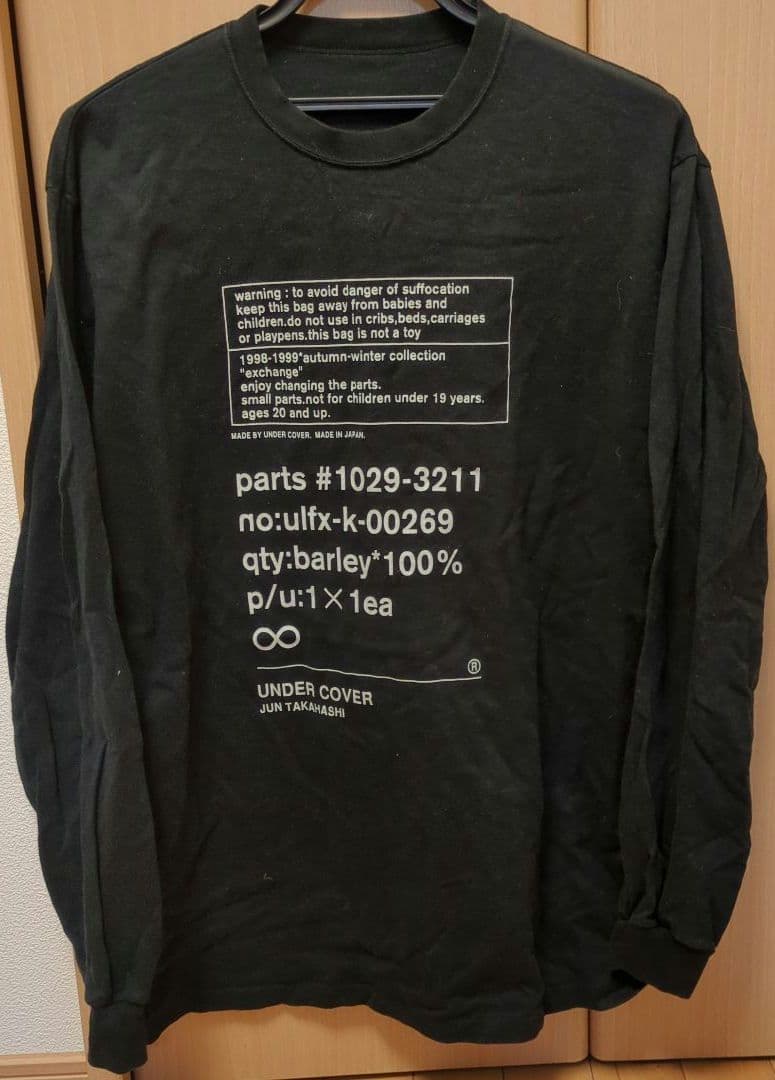 warning : to avoid danger of suffocation
keep this bag away from babies and
children.do not use in cribs,beds,carriages
or playpens.this bag is not a toy
1998-1999*autumn-winter collection
"exchange"
enjoy changing the parts.
small parts.not for children under 19 years.
ages 20 and up.
MADE BY UNDER COVER. MADE IN JAPAN.
parts #1029-3211
no:ulfx-k-00269
qty:barley*100%
p/u:1×1ea
∞
®
UNDER COVER
JUN TAKAHASHI